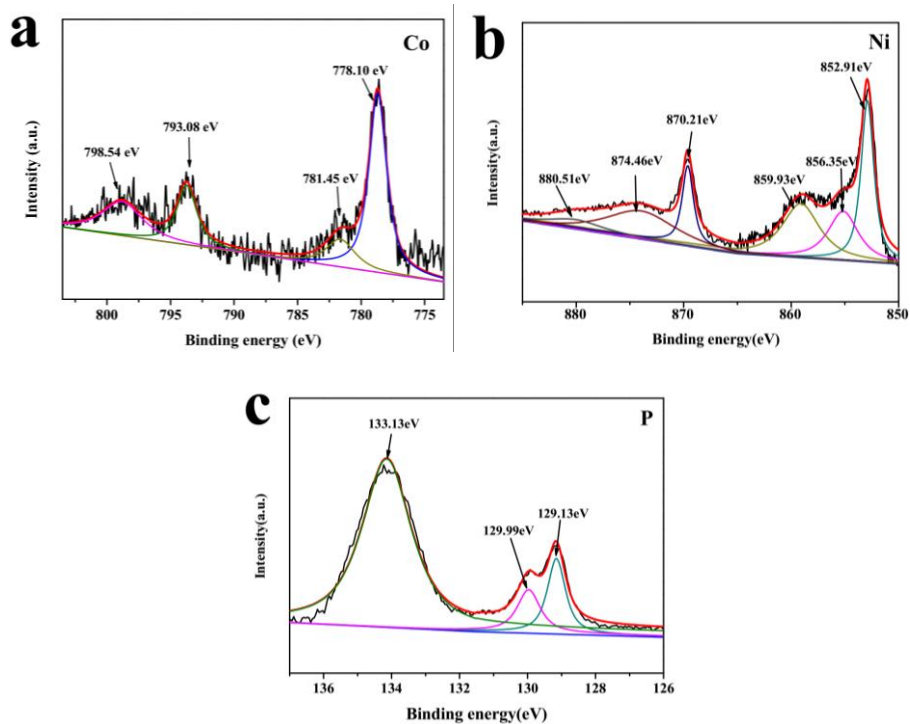 a
Co
778.10 eV
793.08 eV
798.54 eV
781.45 eV
Intensity (a.u.)
800 795 790 785 780 775
Binding energy (eV)
b
Ni
852.91eV
870.21eV
874.46eV
856.35eV
880.51eV
859.93eV
Intensity (a.u.)
880 870 860 850
Binding energy(eV)
c
P
133.13eV
129.13eV
129.99eV
Intensity(a.u.)
136 134 132 130 128 126
Binding energy(eV)